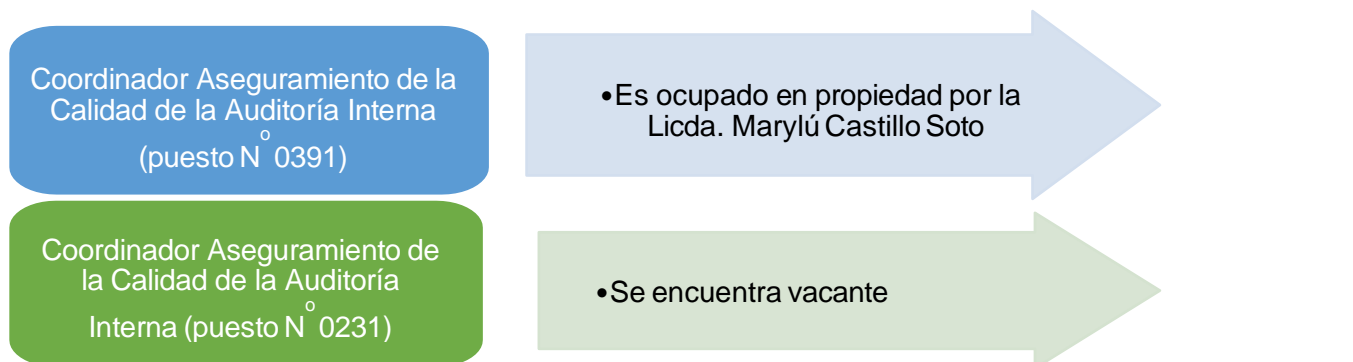 Coordinador Aseguramiento de la
Calidad de la Auditoría Interna
(puesto N° 0391)
•Es ocupado en propiedad por la
Licda. Marylú Castillo Soto
Coordinador Aseguramiento de
la Calidad de la Auditoría
Interna (puesto N° 0231)
•Se encuentra vacante